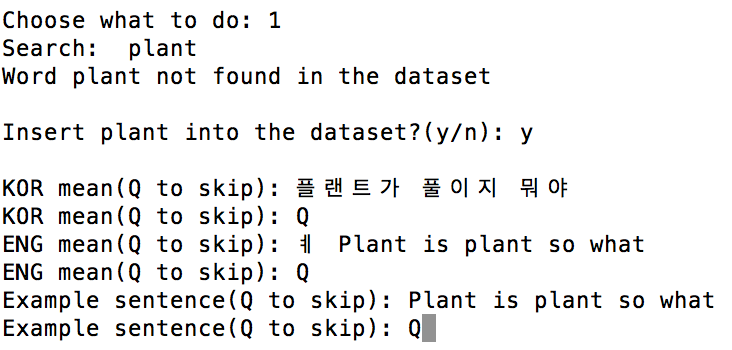 Choose what to do: 1
Search:  plant
Word plant not found in the dataset
Insert plant into the dataset?(y/n): y
KOR mean(Q to skip): 플랜트가 풀이지 뭐야
KOR mean(Q to skip): Q
ENG mean(Q to skip): ㅖ Plant is plant so what
ENG mean(Q to skip): Q
Example sentence(Q to skip): Plant is plant so what
Example sentence(Q to skip): Q